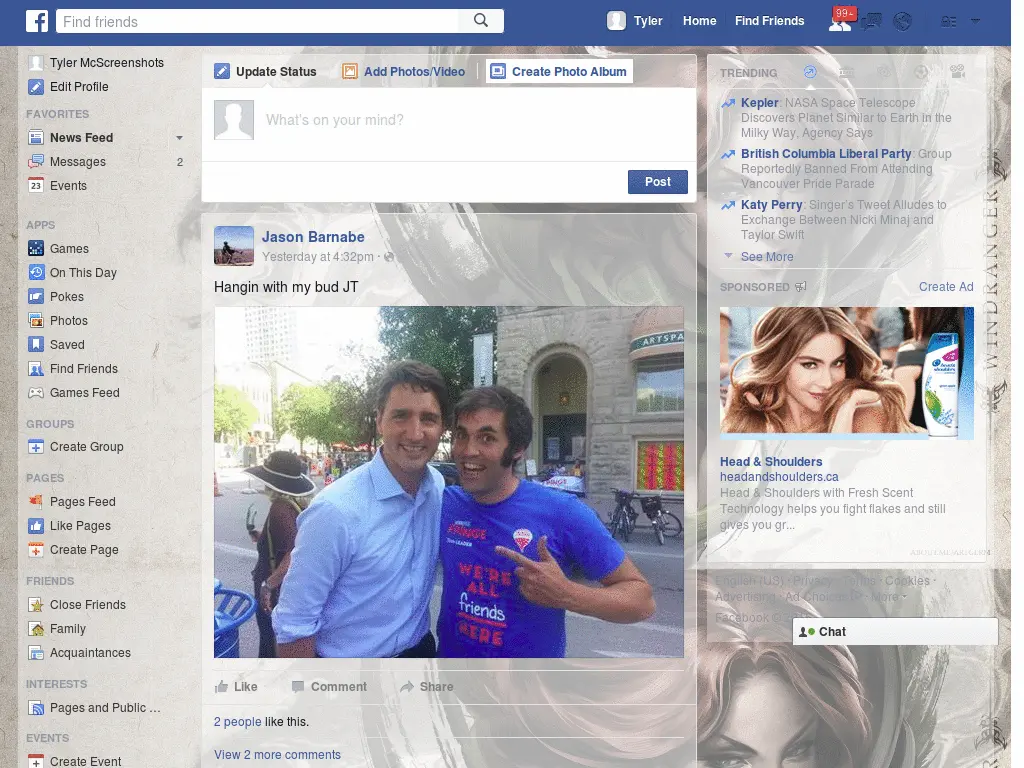 Find friends
Tyler
Home
Find Friends
99+
Tyler McScreenshots
Edit Profile
FAVORITES
News Feed
Messages
2
23
Events
APPS
Games
On This Day
Pokes
Photos
Saved
Find Friends
Games Feed
GROUPS
Create Group
PAGES
Pages Feed
Like Pages
Create Page
FRIENDS
Close Friends
Family
Acquaintances
INTERESTS
Pages and Public ...
EVENTS
Create Event
Update Status
Add Photos/Video
Create Photo Album
What's on your mind?
Post
Jason Barnabe
Yesterday at 4:32pm ·
Hangin with my bud JT
ARTSPA
FRINGE
WE'RE
ALL
friends
HERE
Like
Comment
Share
2 people like this.
View 2 more comments
TRENDING
Kepler: NASA Space Telescope
Discovers Planet Similar to Earth in the
Milky Way, Agency Says
British Columbia Liberal Party: Group
Reportedly Banned From Attending
Vancouver Pride Parade
Katy Perry: Singer's Tweet Alludes to
Exchange Between Nicki Minaj and
Taylor Swift
See More
SPONSORED
Create Ad
Head & Shoulders
headandshoulders.ca
Head & Shoulders with Fresh Scent
Technology helps you fight flakes and still
gives you gr...
English (US) · Privacy · Terms · Cookies ·
Advertising · Ad Choices · More
Facebook ©
Chat
WINDRANGER